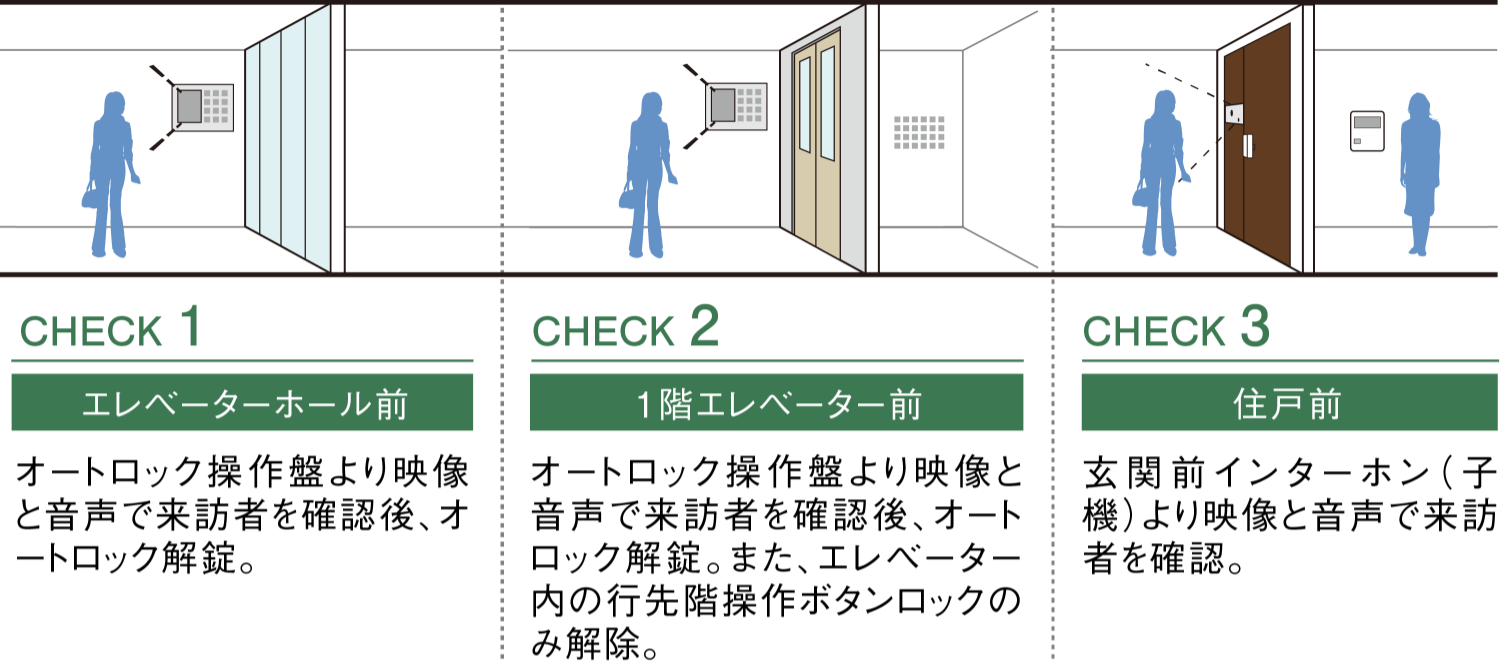 CHECK 1
エレベーターホール前
オートロック操作盤より映像
と音声で来訪者を確認後、オ
ートロック解錠。
CHECK 2
1階エレベーター前
オートロック操作盤より映像と
音声で来訪者を確認後、オート
ロック解錠。また、エレベーター
内の行先階操作ボタンロックの
み解除。
CHECK 3
住戸前
玄関前インターホン(子
機)より映像と音声で来訪
者を確認。